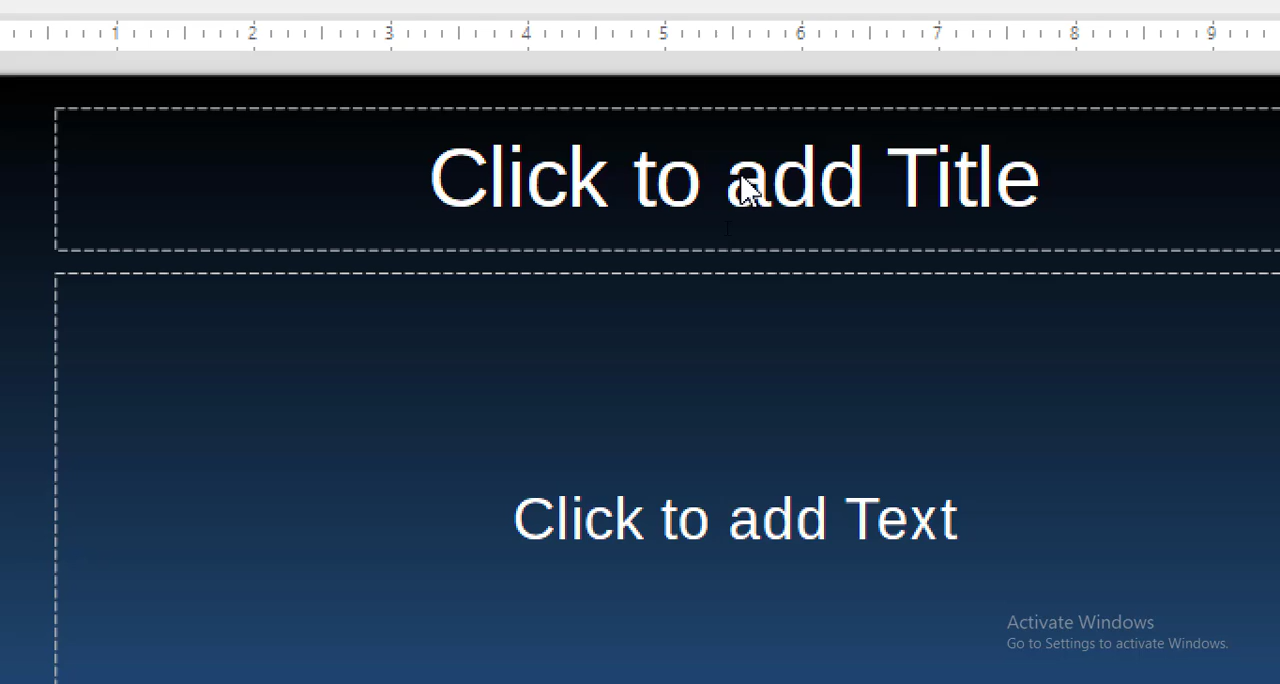 1 2 3 4 5 6 7 8 9
Click to add Title
Click to add Text
Activate Windows
Go to Settings to activate Windows.